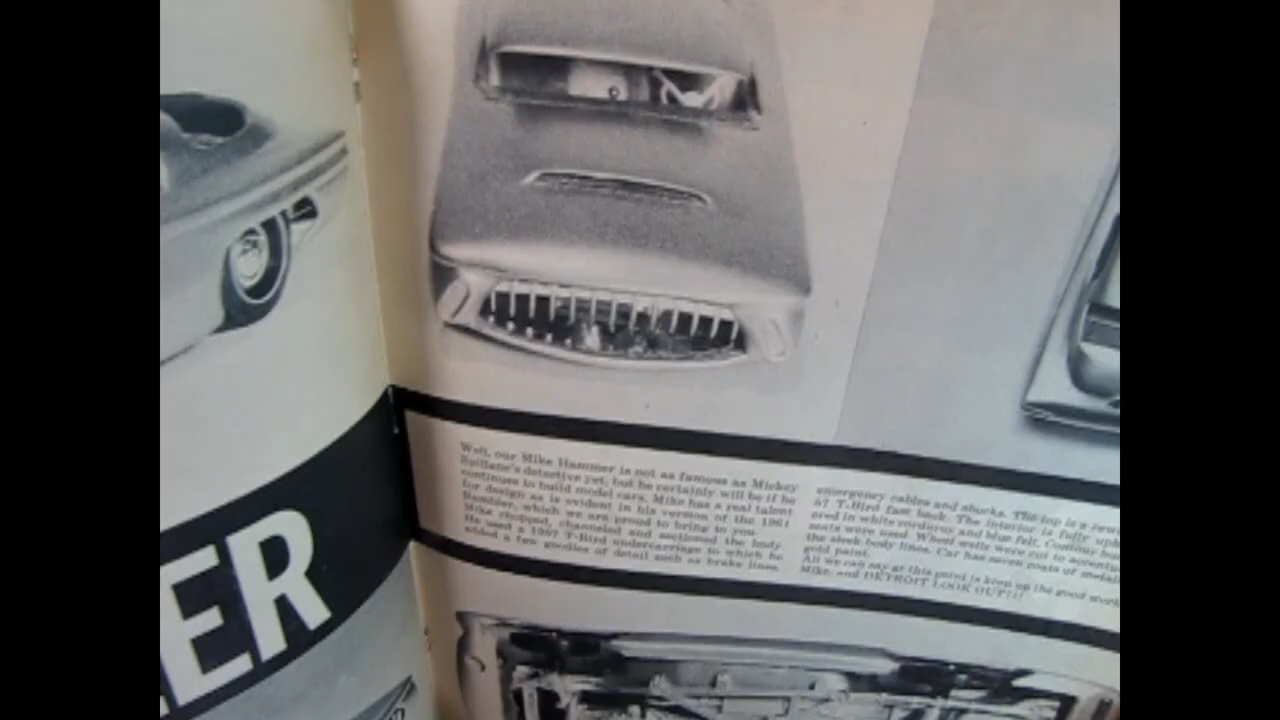 ER
Well, our Mike Hammer is not as famous as Mickey
Spillane's detective yet, but he certainly will be if he
continues to build model cars. Mike has a real talent
for design as is evident in his version of the 1961
Rambler, which we are proud to bring to you.
Mike chopped, channeled and sectioned the body.
He used a 1957 T-Bird undercarriage to which he
added a few goodies of detail such as brake lines,
emergency cables and shocks. The top is a
57 T-Bird fast back. The interior is fully
ered in white corduroy and blue felt. Contour
seats were used. Wheel wells were cut to
the sleek body lines. Car has seven coats of
gold paint.
All we can say at this point is keep up the good
Mike, and DETROIT LOOK OUT!!!